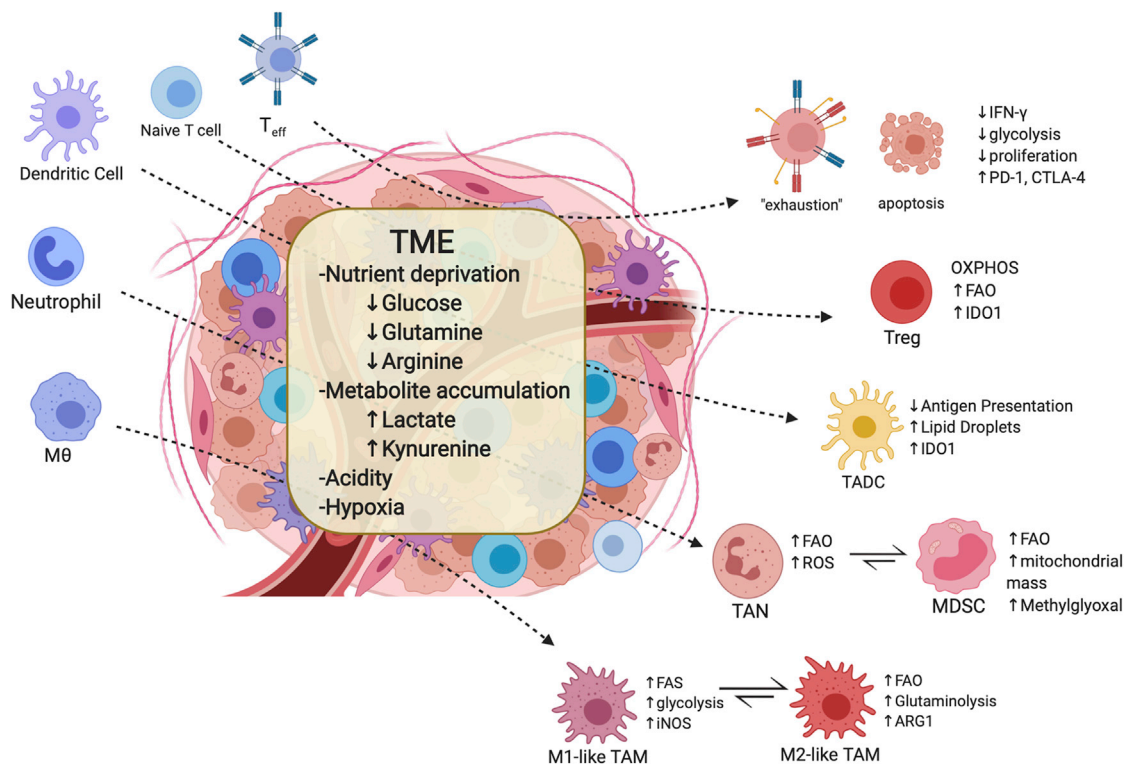 T_eff
Naive T cell
Dendritic Cell
Neutrophil
Mθ
TME
-Nutrient deprivation
↓Glucose
↓Glutamine
↓Arginine
-Metabolite accumulation
↑Lactate
↑Kynurenine
-Acidity
-Hypoxia
"exhaustion"
apoptosis
↓IFN-γ
↓glycolysis
↓proliferation
↑PD-1, CTLA-4
Treg
OXPHOS
↑FAO
↑IDO1
TADC
↓Antigen Presentation
↑Lipid Droplets
↑IDO1
TAN
↑FAO
↑ROS
MDSC
↑FAO
↑mitochondrial
mass
↑Methylglyoxal
M1-like TAM
↑FAS
↑glycolysis
↑iNOS
M2-like TAM
↑FAO
↑Glutaminolysis
↑ARG1